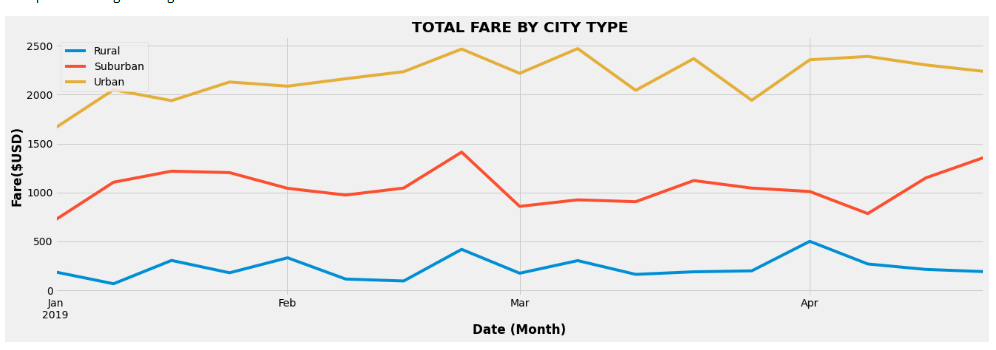 TOTAL FARE BY CITY TYPE
Rural
Suburban
Urban
Fare($USD)
2500
2000
1500
1000
500
0
Jan
2019
Feb
Mar
Apr
Date (Month)